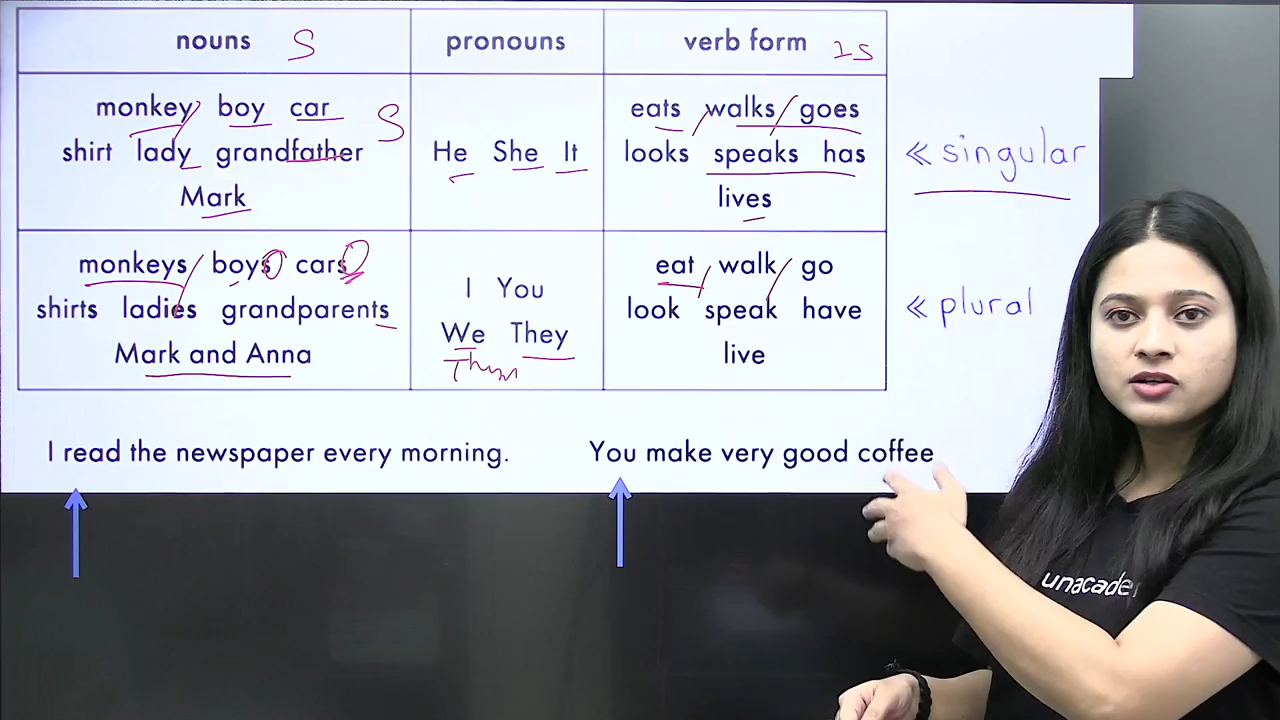 nouns S pronouns verb form IS
monkey boy car S
shirt lady grandfather
Mark
He She It
eats walks goes
looks speaks has
lives
« singular
monkeys boys cars
shirts ladies grandparents
Mark and Anna
I You
We They
eat walk go
look speak have
live
« plural
I read the newspaper every morning. You make very good coffee
unacade